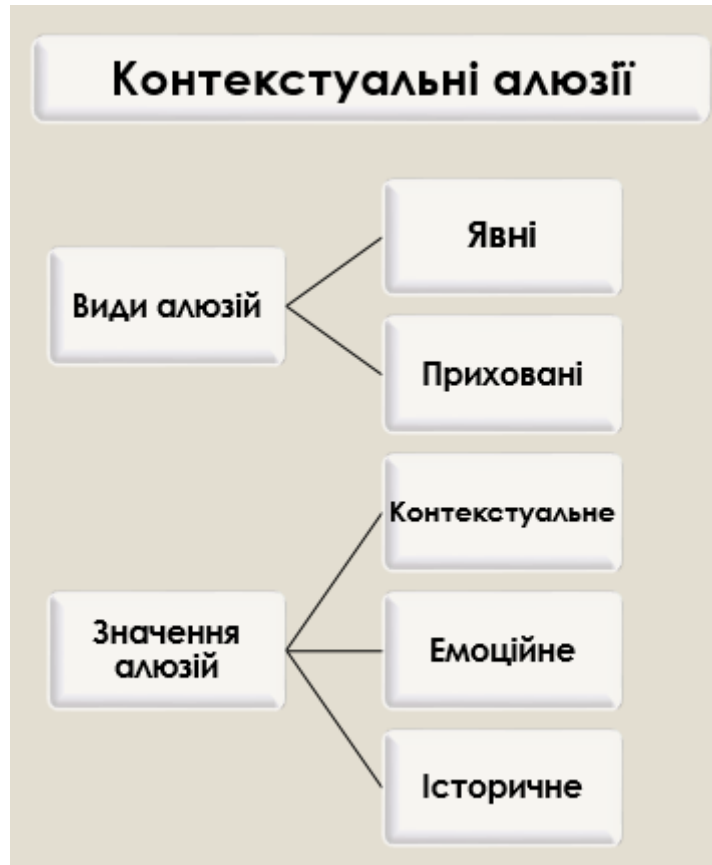 Контекстуальні алюзії
Види алюзій
Явні
Приховані
Значення
алюзій
Контекстуальне
Емоційне
Історичне